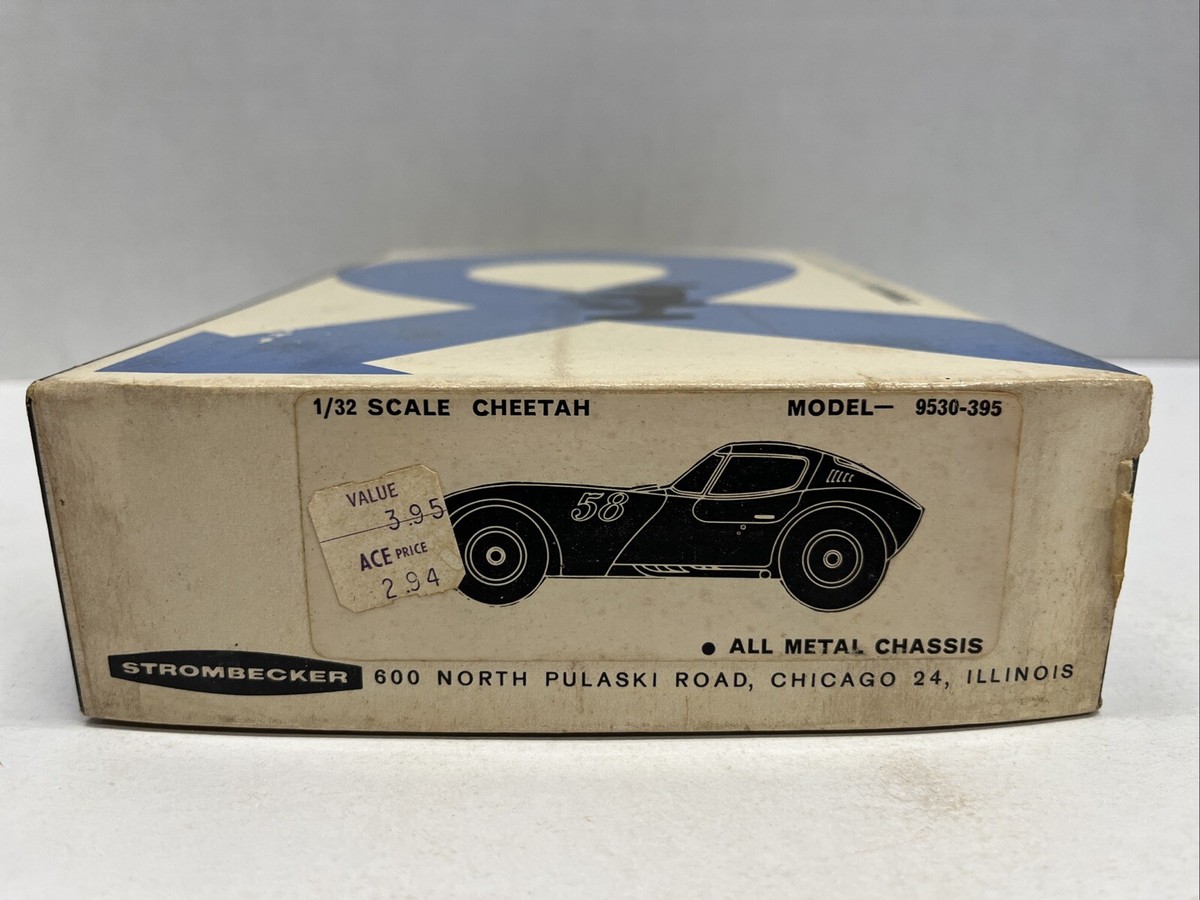 1/32 SCALE CHEETAH MODEL— 9530-395
58
VALUE
3.95
ACE PRICE
2.94
● ALL METAL CHASSIS
STROMBECKER 600 NORTH PULASKI ROAD, CHICAGO 24, ILLINOIS